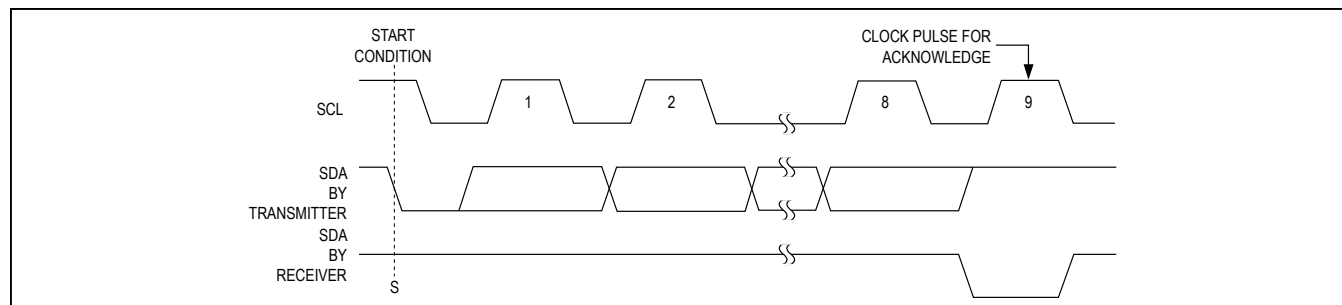 START
CONDITION
CLOCK PULSE FOR
ACKNOWLEDGE
SCL
1
2
8
9
SDA
BY
TRANSMITTER
SDA
BY
RECEIVER
S